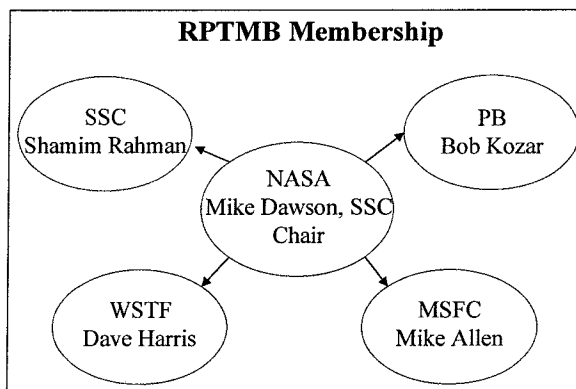 RPTMB Membership
SSC
Shamim Rahman
PB
Bob Kozar
NASA
Mike Dawson, SSC
Chair
WSTF
Dave Harris
MSFC
Mike Allen